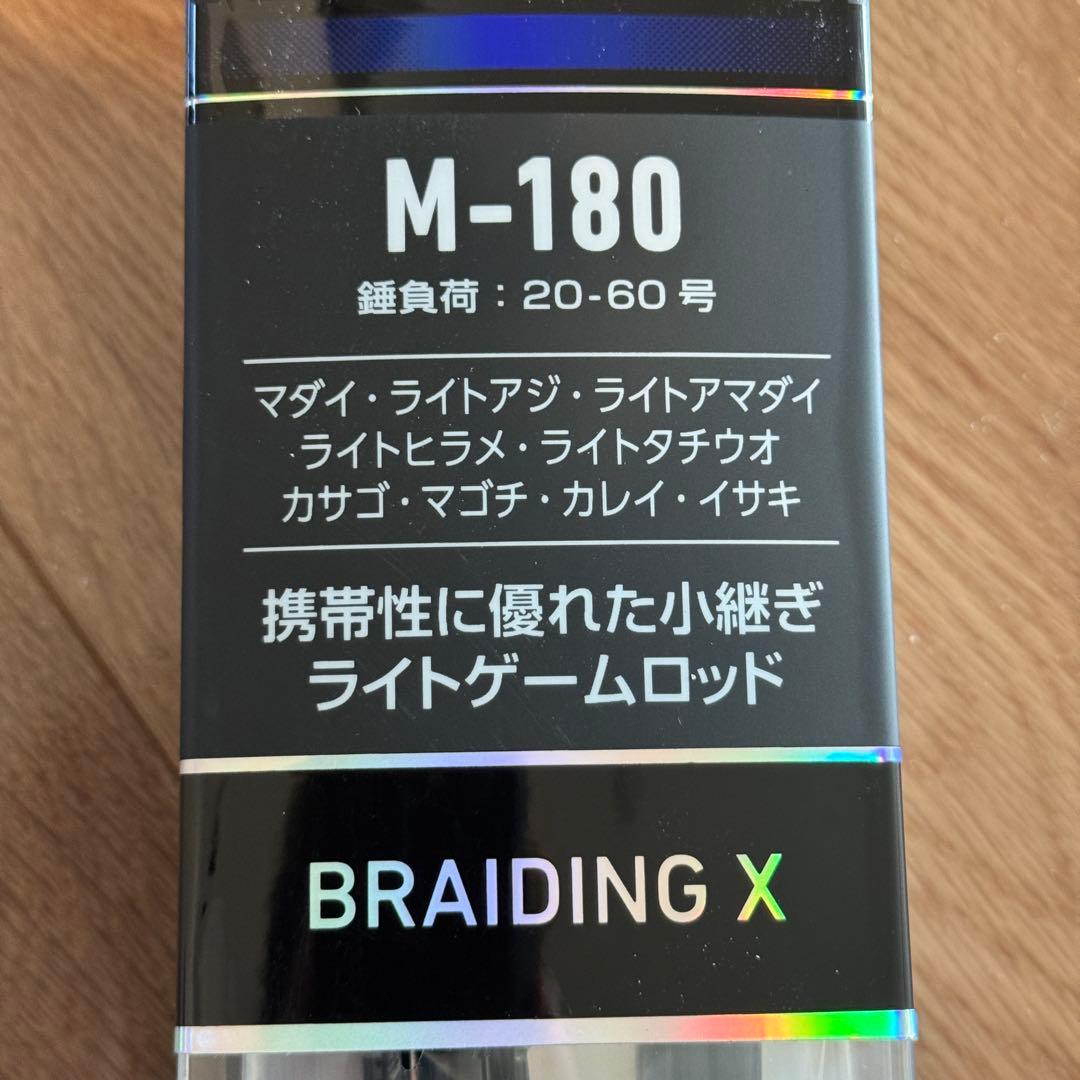 M-180
錘負荷：20-60 号
マダイ・ライトアジ・ライトアマダイ
ライトヒラメ・ライトタチウオ
カサゴ・マゴチ・カレイ・イサキ
携帯性に優れた小継ぎ
ライトゲームロッド
BRAIDING X